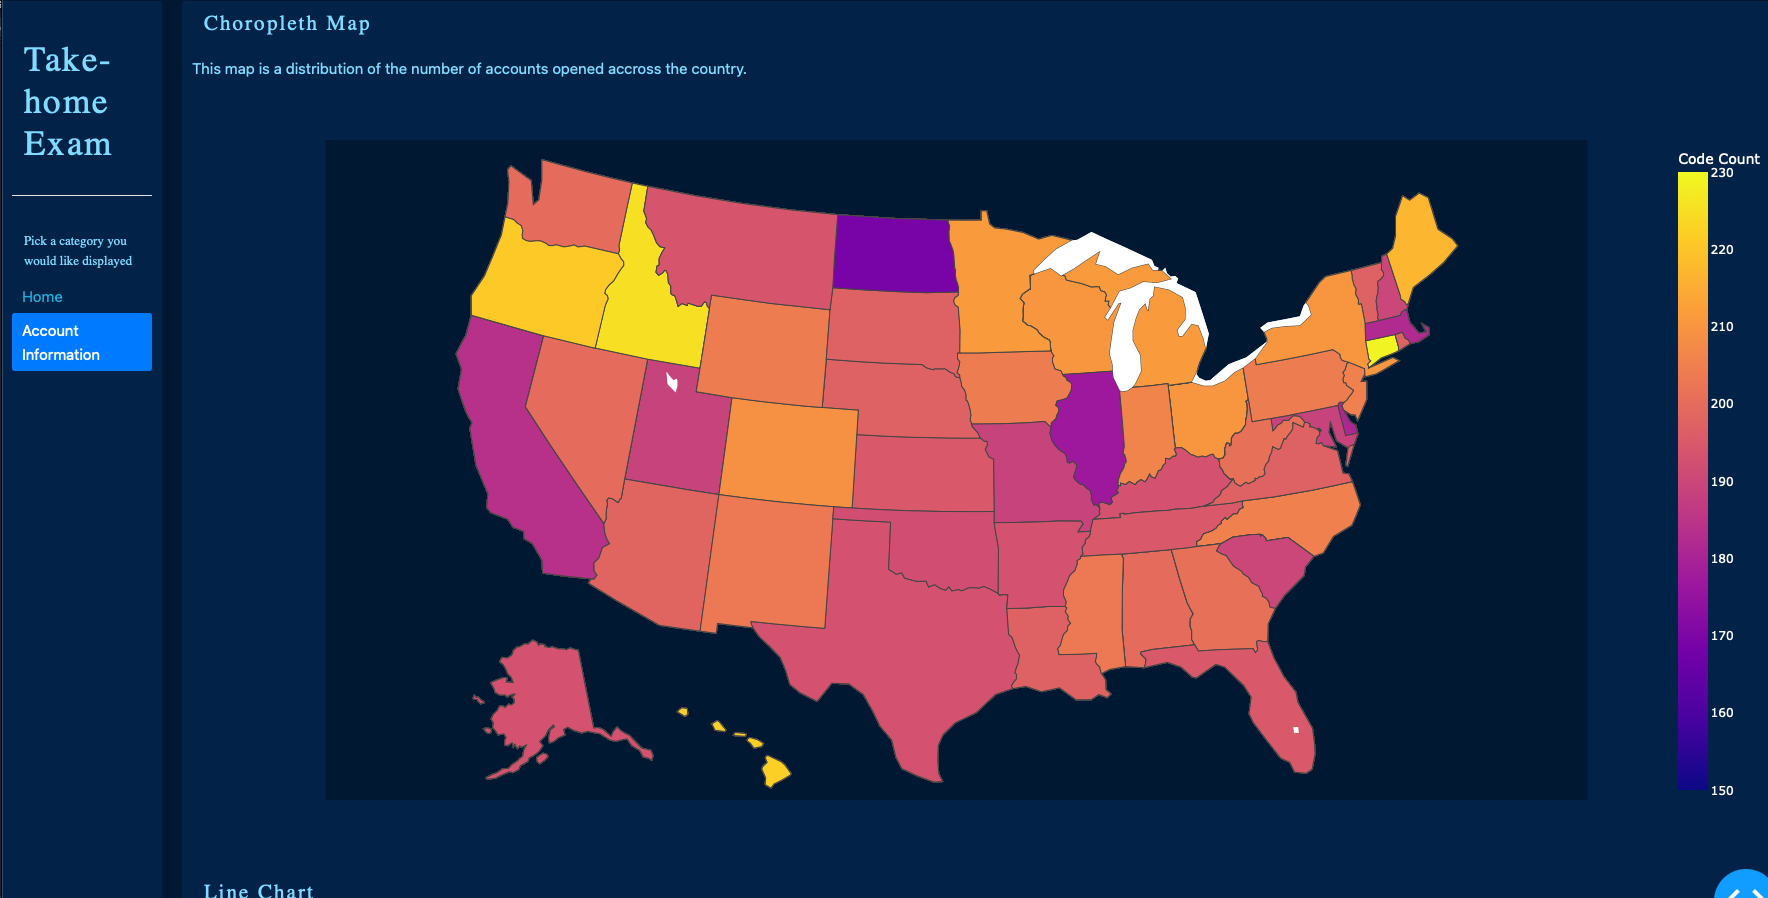 Take-
home
Exam
Pick a category you
would like displayed
Home
Account
Information
Choropleth Map
This map is a distribution of the number of accounts opened accross the country.
Code Count
230
220
210
200
190
180
170
160
150
Line Chart